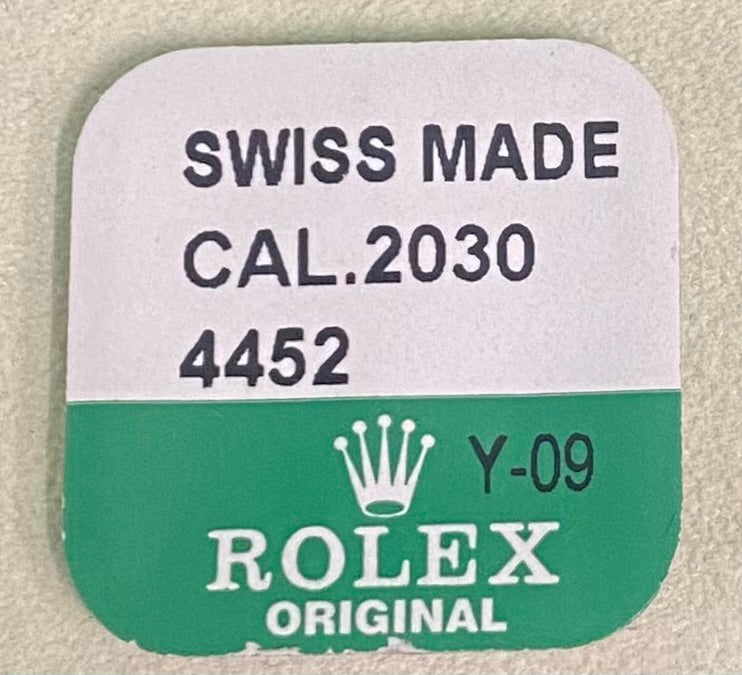 SWISS MADE
CAL.2030
4452
Y-09
ROLEX
ORIGINAL